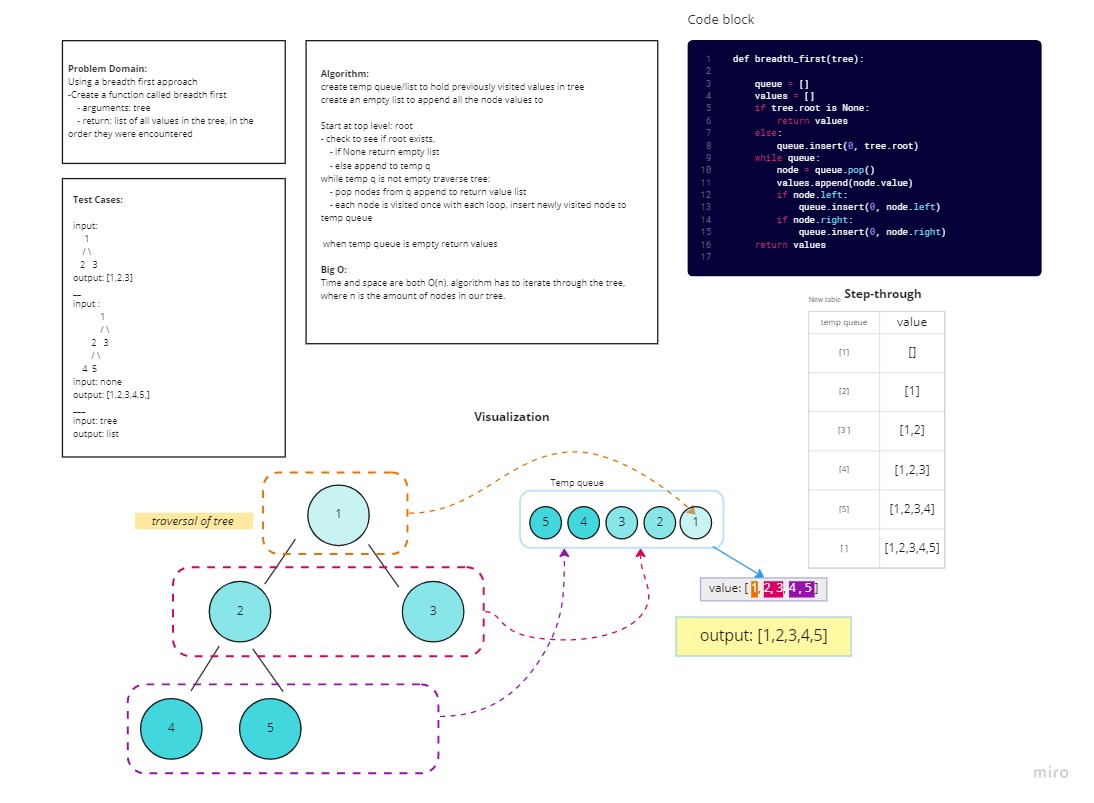 Code block
Problem Domain:
Using a breadth first approach
-Create a function called breadth first
- arguments: tree
- return: list of all values in the tree, in the
order they were encountered
Test Cases:
input:
1
/ \
2 3
output: [1,2,3]
__
input :
1
/ \
2 3
/ \
4 5
input: none
output: [1,2,3,4,5,]
___
input: tree
output: list
Algorithm:
create temp queue/list to hold previously visited values in tree
create an empty list to append all the node values to
Start at top level: root
- check to see if root exists,
- if None return empty list
- else append to temp q
while temp q is not empty traverse tree:
- pop nodes from q append to return value list
- each node is visited once with each loop, insert newly visited node to
temp queue
when temp queue is empty return values
Big O:
Time and space are both O(n), algorithm has to iterate through the tree,
where n is the amount of nodes in our tree.
1 def breadth_first(tree):
2
3 queue = []
4 values = []
5 if tree.root is None:
6 return values
7 else:
8 queue.insert(0, tree.root)
9 while queue:
10 node = queue.pop()
11 values.append(node.value)
12 if node.left:
13 queue.insert(0, node.left)
14 if node.right:
15 queue.insert(0, node.right)
16 return values
17
New table Step-through
temp queue value
[1] []
[2] [1]
[3 ] [1,2]
[4] [1,2,3]
[5] [1,2,3,4]
[ ] [1,2,3,4,5]
Visualization
traversal of tree
1
2 3
4 5
Temp queue
5 4 3 2 1
value: [ 1, 2, 3, 4 , 5 ]
output: [1,2,3,4,5]
miro